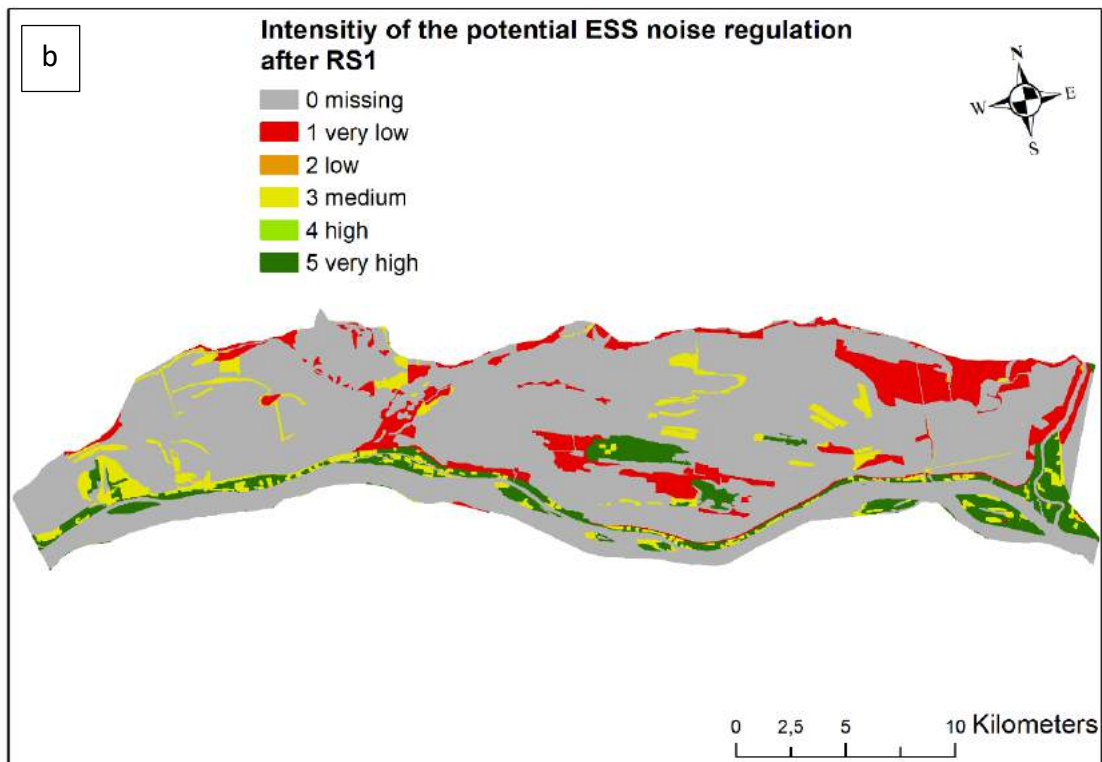 b
Intensitiy of the potential ESS noise regulation
after RS1
0 missing
1 very low
2 low
3 medium
4 high
5 very high
N
W E
S
0 2,5 5 10 Kilometers